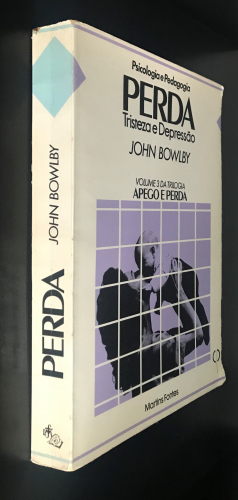 Psicologia e Pedagogia
PERDA
Tristeza e Depressão
JOHN BOWLBY
VOLUME 3 DA TRILOGIA
APEGO E PERDA
Martins Fontes
PERDA
JOHN BOWLBY